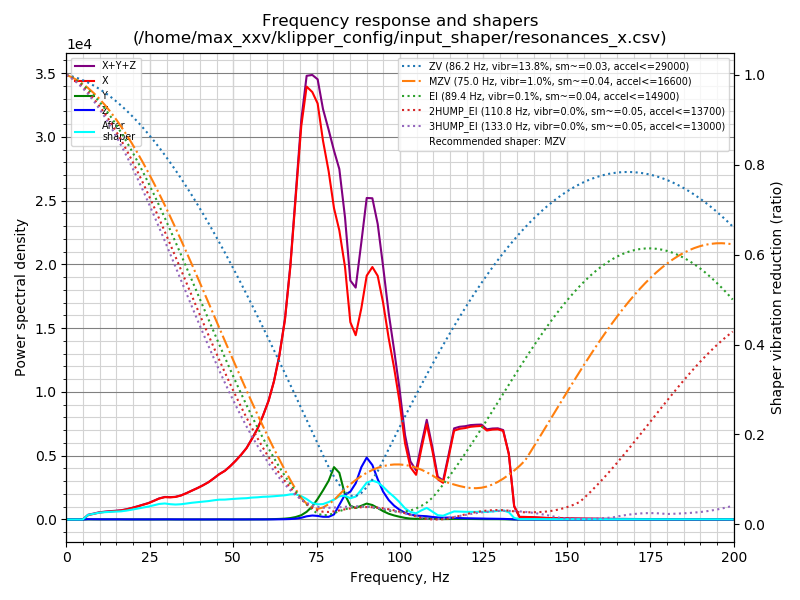 Frequency response and shapers
(/home/max_xxv/klipper_config/input_shaper/resonances_x.csv)
1e4
X+Y+Z
X
Y
Z
After
shaper
ZV (86.2 Hz, vibr=13.8%, sm~=0.03, accel<=29000)
MZV (75.0 Hz, vibr=1.0%, sm~=0.04, accel<=16600)
EI (89.4 Hz, vibr=0.1%, sm~=0.04, accel<=14900)
2HUMP_EI (110.8 Hz, vibr=0.0%, sm~=0.05, accel<=13700)
3HUMP_EI (133.0 Hz, vibr=0.0%, sm~=0.05, accel<=13000)
Recommended shaper: MZV
Power spectral density
3.5
3.0
2.5
2.0
1.5
1.0
0.5
0.0
1.0
0.8
0.6
0.4
0.2
0.0
Shaper vibration reduction (ratio)
0 25 50 75 100 125 150 175 200
Frequency, Hz